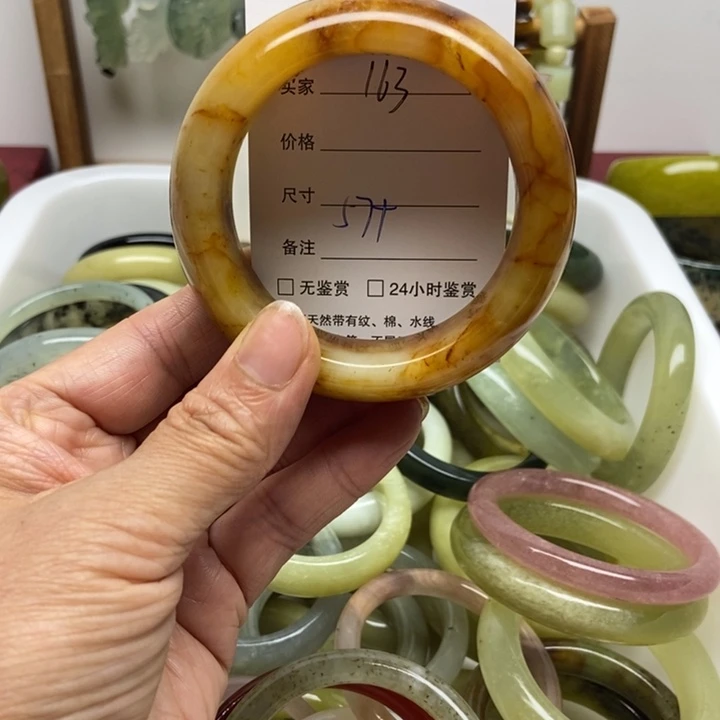 买家 163
价格
尺寸 57+
备注
无鉴赏 24小时鉴赏
天然带有纹、棉、水线